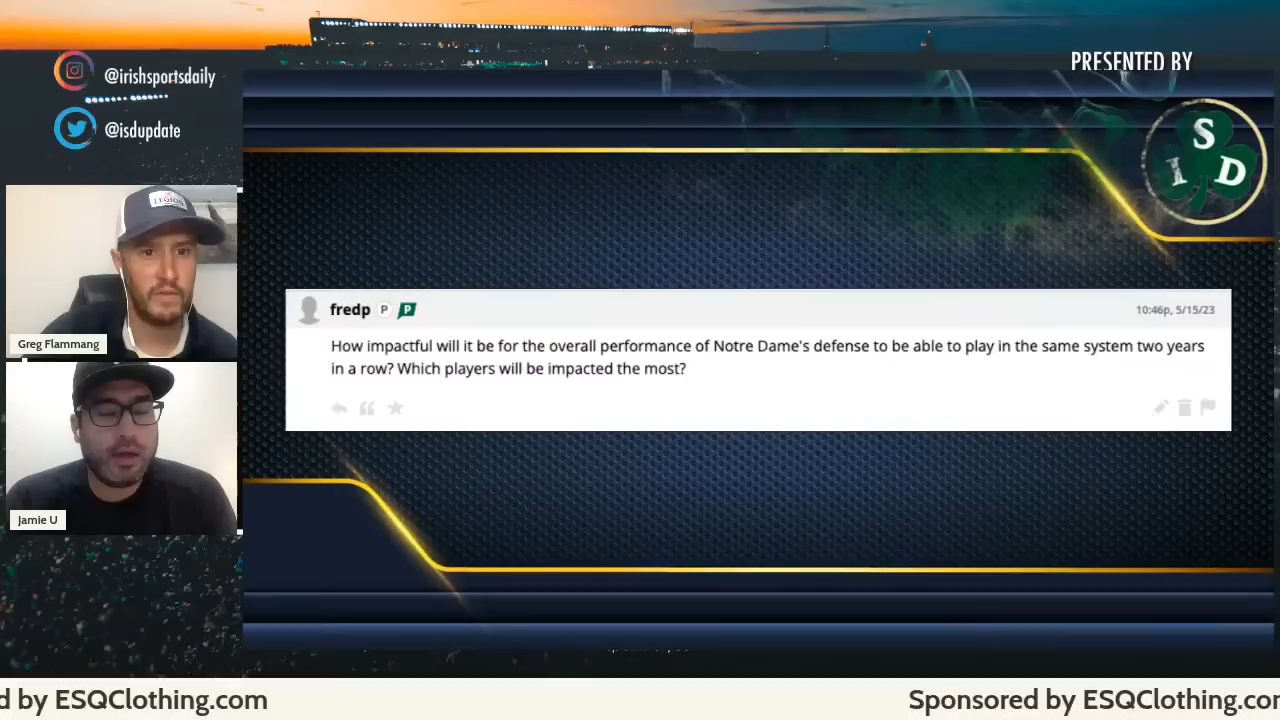 @irishsportsdaily
@isdupdate
PRESENTED BY
I S D
LEGION
Greg Flammang
Jamie U
fredp P P
10:46p, 5/15/23
How impactful will it be for the overall performance of Notre Dame's defense to be able to play in the same system two years
in a row? Which players will be impacted the most?
d by ESQClothing.com
Sponsored by ESQClothing.com